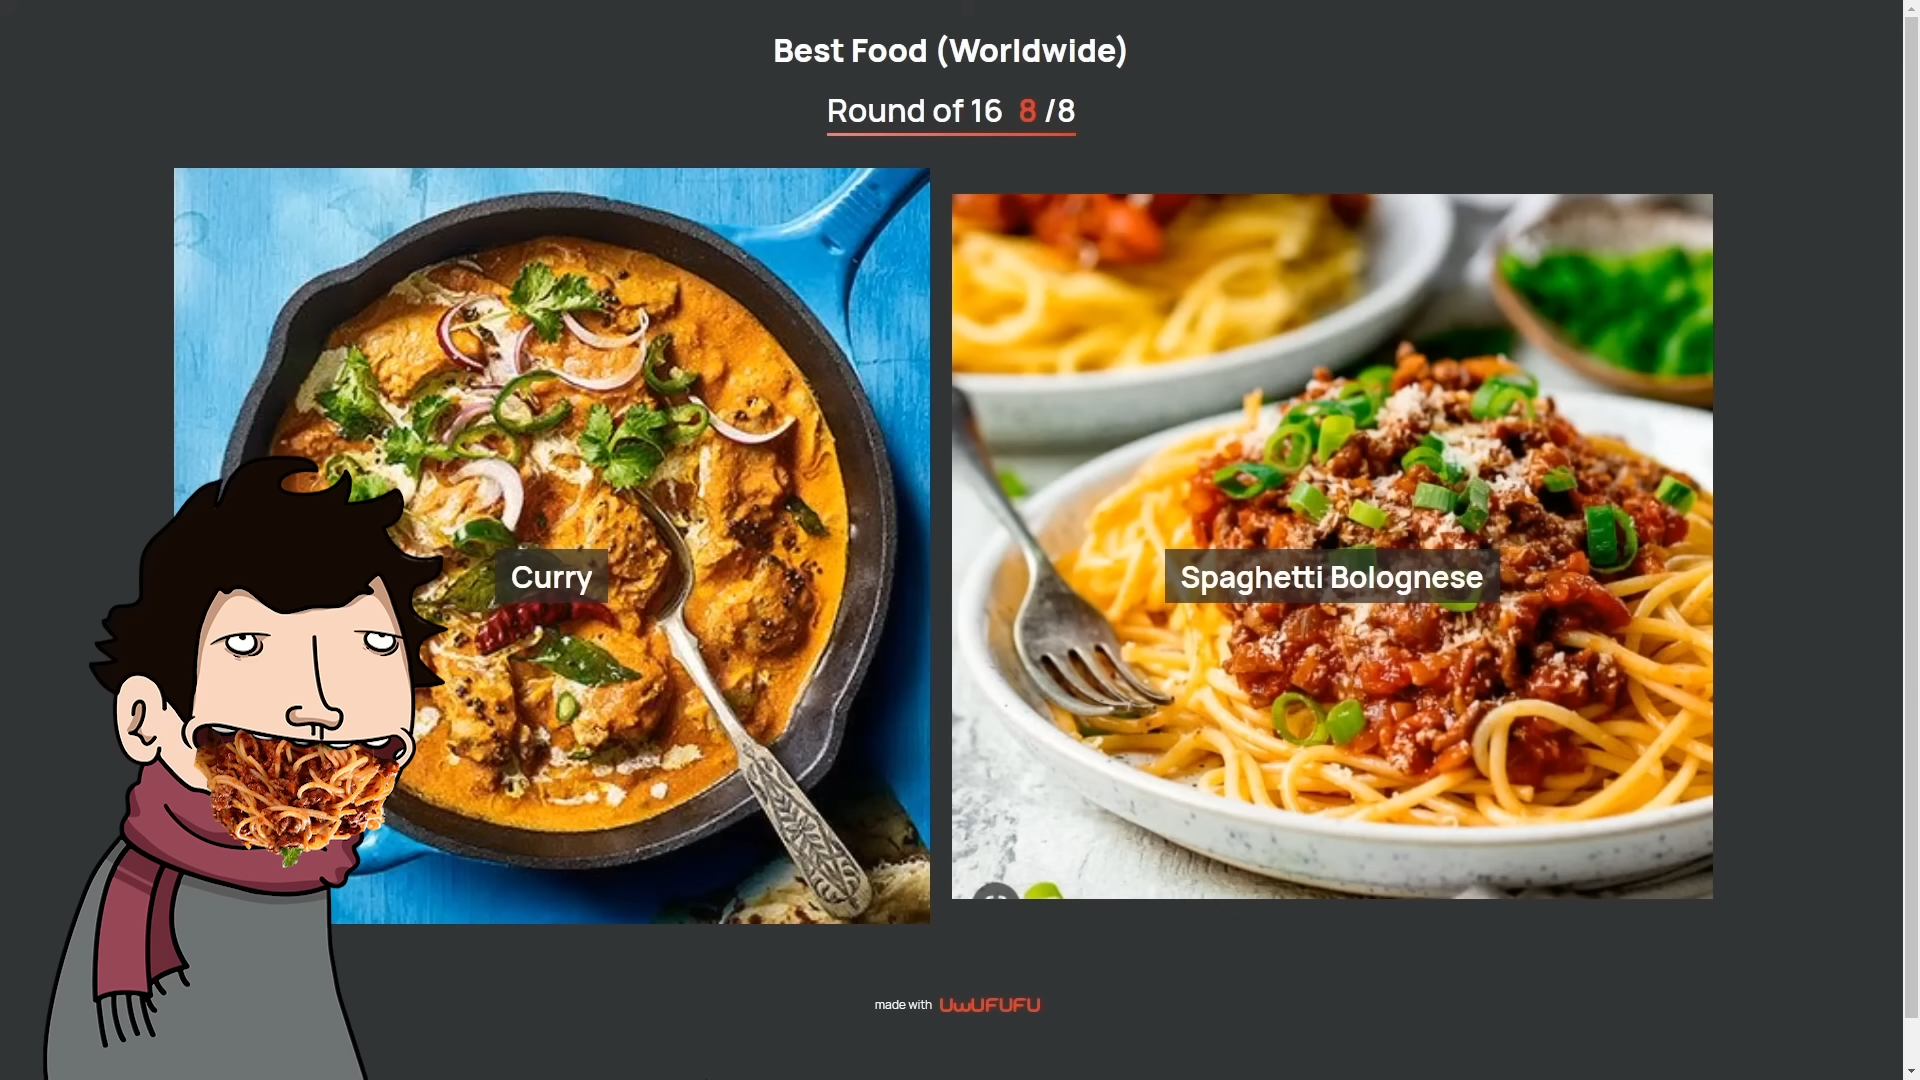 Best Food (Worldwide)
Round of 16 8 /8
Curry
Spaghetti Bolognese
made with UwUFUFU